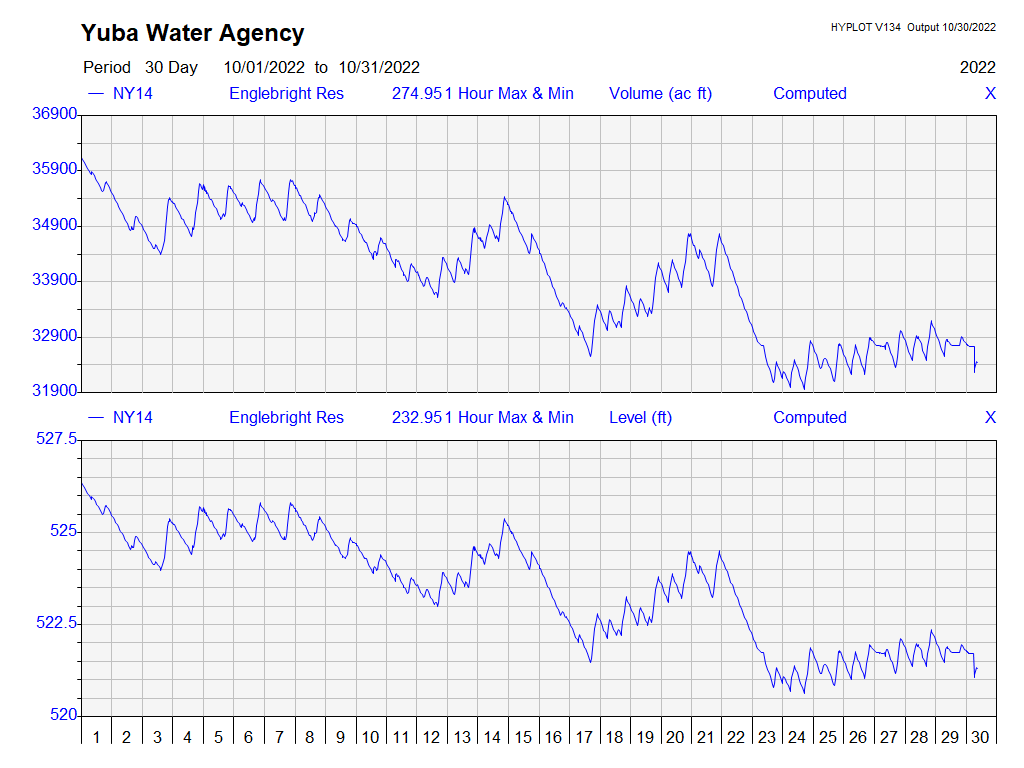 Yuba Water Agency
HYPLOT V134 Output 10/30/2022
Period 30 Day 10/01/2022 to 10/31/2022 2022
— NY14 Englebright Res 274.95 1 Hour Max & Min Volume (ac ft) Computed X
36900
35900
34900
33900
32900
31900
— NY14 Englebright Res 232.95 1 Hour Max & Min Level (ft) Computed X
527.5
525
522.5
520
1 2 3 4 5 6 7 8 9 10 11 12 13 14 15 16 17 18 19 20 21 22 23 24 25 26 27 28 29 30